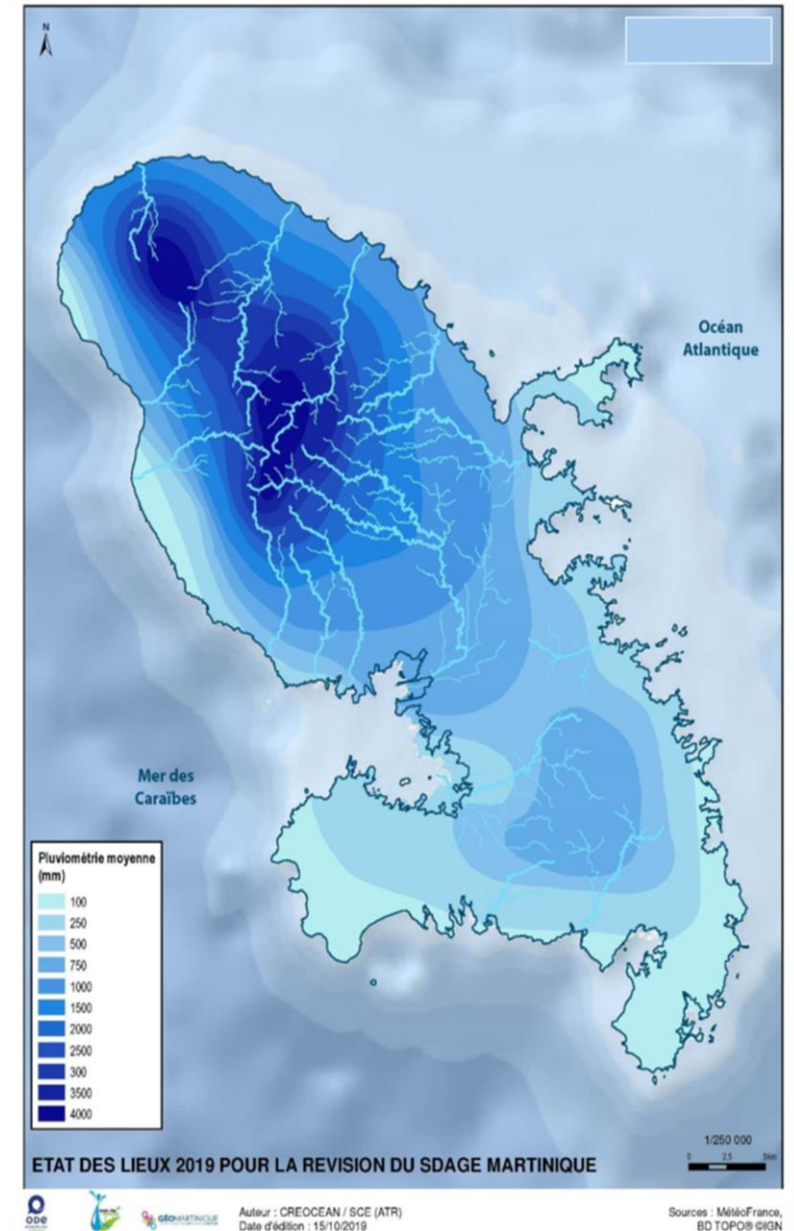 N
Océan
Atlantique
Mer des
Caraïbes
Pluviométrie moyenne
(mm)
100
250
500
750
1000
1500
2000
2500
300
3500
4000
1/250 000
0 2,5 5km
ETAT DES LIEUX 2019 POUR LA REVISION DU SDAGE MARTINIQUE
ODE
GÉOMARTINIQUE
Auteur : CREOCEAN / SCE (ATR)
Date d'édition : 15/10/2019
Sources : MétéoFrance,
BD TOPO® ©IGN